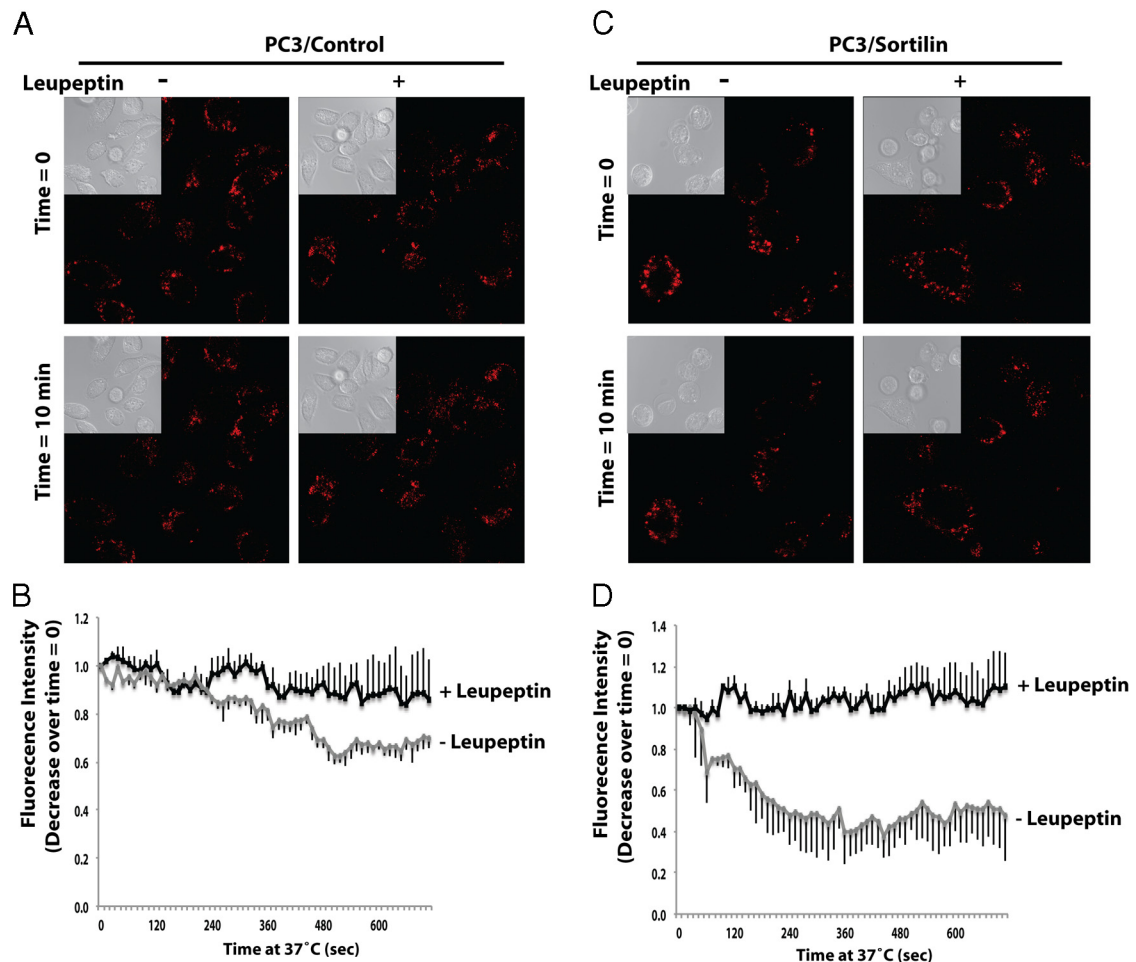 A
PC3/Control
Leupeptin - +
Time = 0
Time = 10 min
B
Fluorecence Intensity
(Decrease over time = 0)
1.2
1.0
0.8
0.6
0.4
0.2
0.0
+ Leupeptin
- Leupeptin
0 120 240 360 480 600
Time at 37˚C (sec)
C
PC3/Sortilin
Leupeptin - +
Time = 0
Time = 10 min
D
Fluorecence Intensity
(Decrease over time = 0)
1.4
1.2
1.0
0.8
0.6
0.4
0.2
0.0
+ Leupeptin
- Leupeptin
0 120 240 360 480 600
Time at 37˚C (sec)